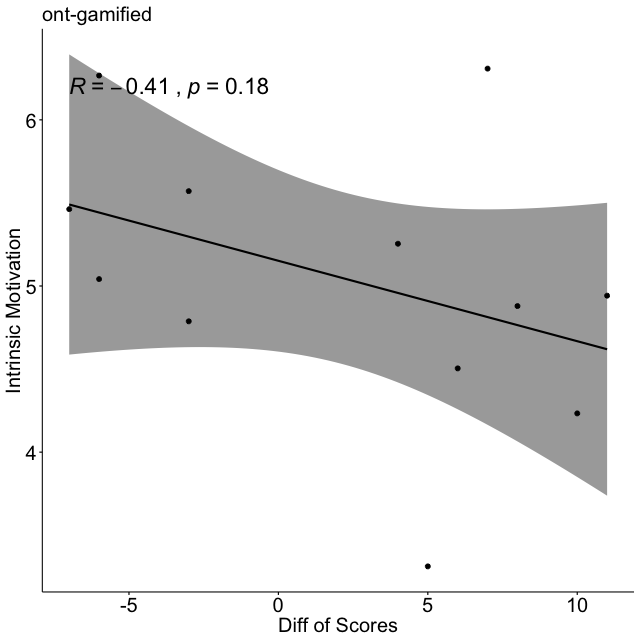 ont-gamified
R = −0.41 , p = 0.18
6
5
4
Intrinsic Motivation
-5 0 5 10
Diff of Scores